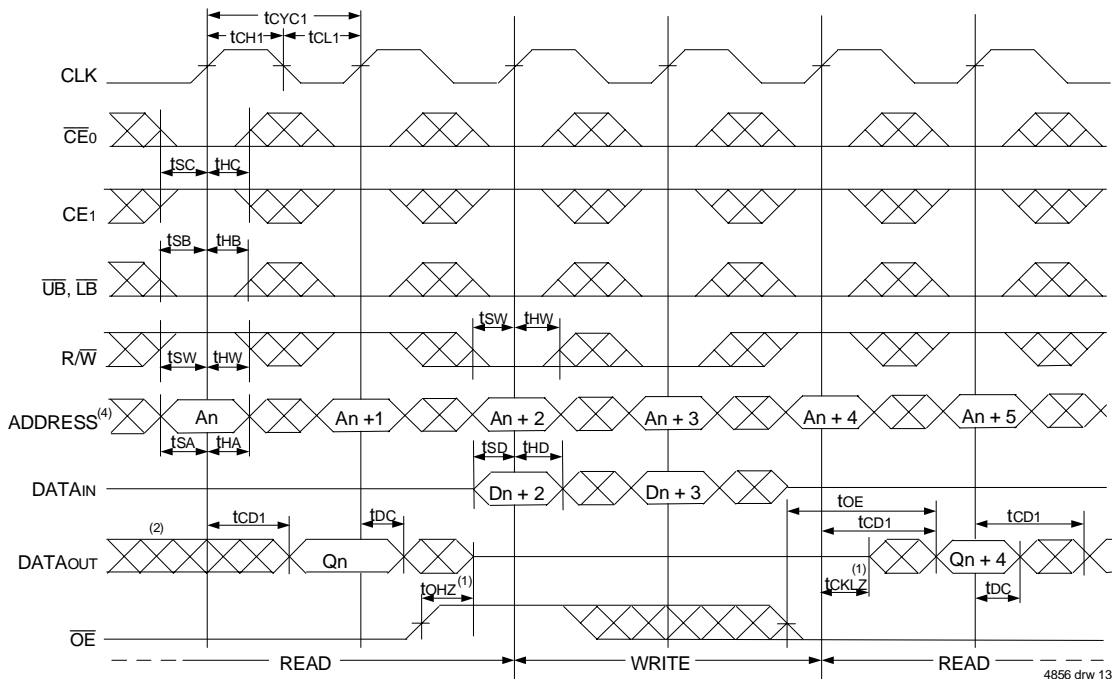 tCYC1
tCH1 tCL1
CLK
CE0
tSC tHC
CE1
tSB tHB
UB, LB
tSW tHW
R/W
tSW tHW
ADDRESS(4) An An +1 An + 2 An + 3 An + 4 An + 5
tSA tHA tSD tHD
DATAIN Dn + 2 Dn + 3
tOE
(2) tCD1 tDC tCD1 tCD1
DATAOUT Qn Qn + 4
tOHZ(1) tCKLZ(1) tDC
OE
READ WRITE READ
4856 drw 13